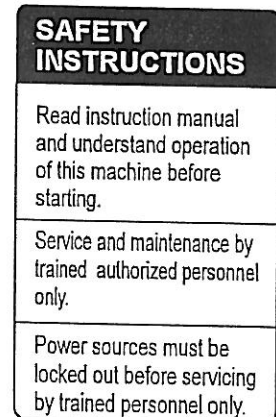 SAFETY
INSTRUCTIONS
Read instruction manual
and understand operation
of this machine before
starting.
Service and maintenance by
trained authorized personnel
only.
Power sources must be
locked out before servicing
by trained personnel only.